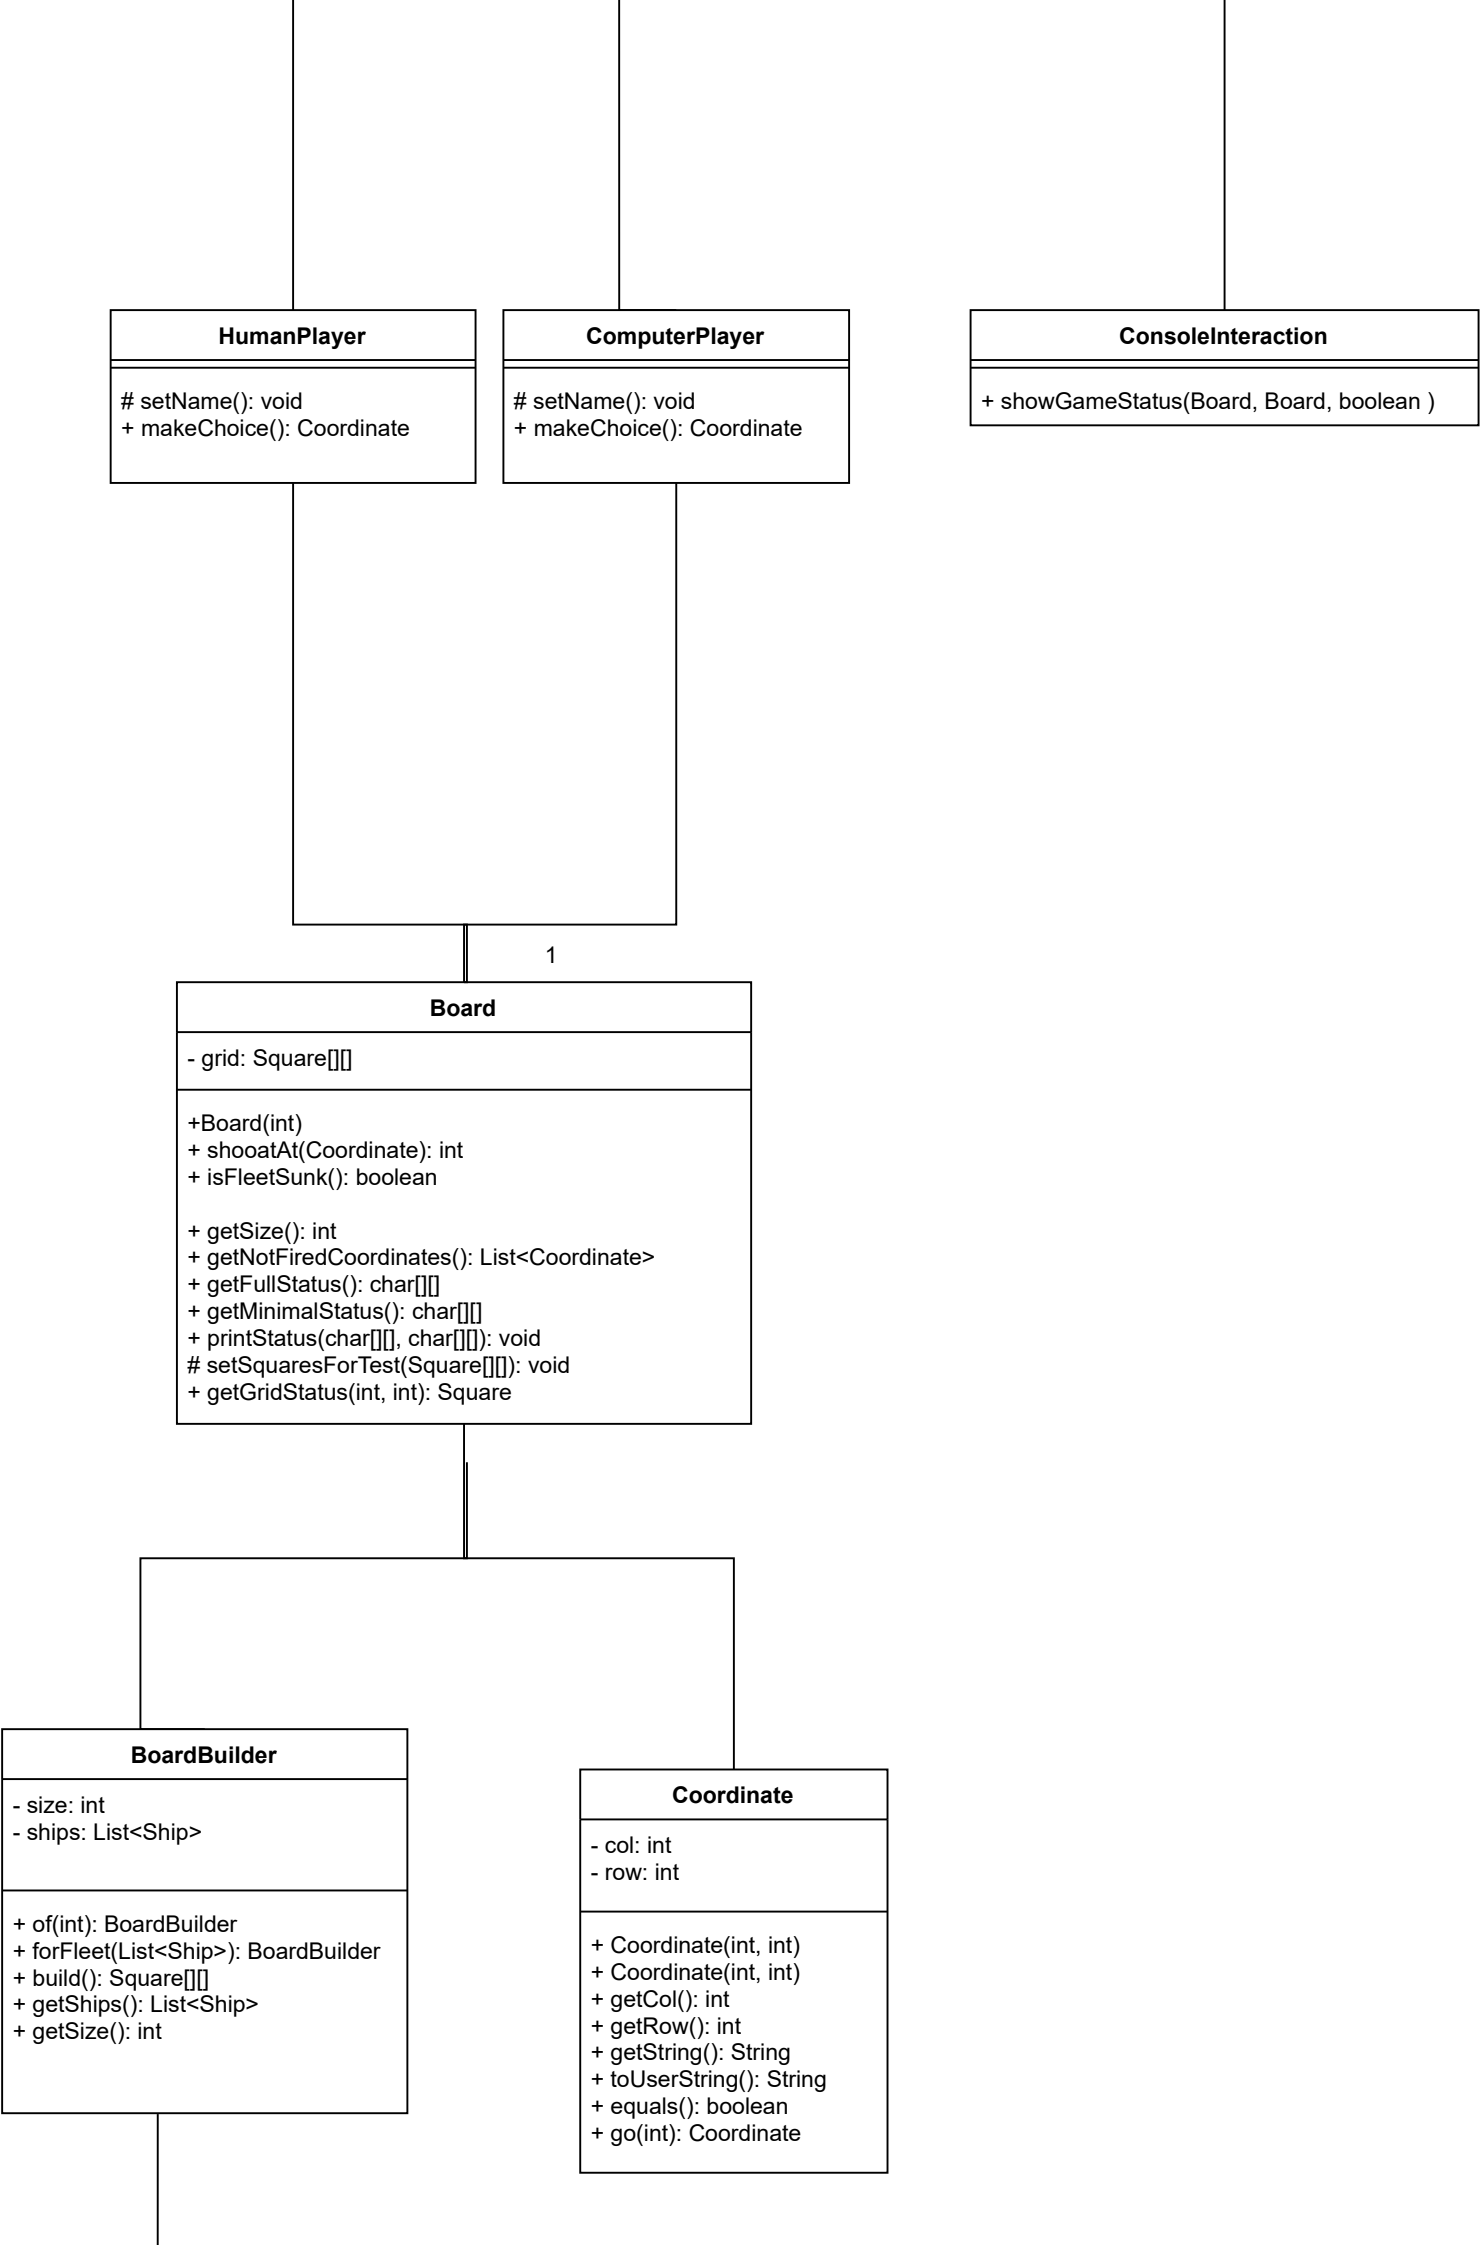 HumanPlayer
# setName(): void
+ makeChoice(): Coordinate
ComputerPlayer
# setName(): void
+ makeChoice(): Coordinate
ConsoleInteraction
+ showGameStatus(Board, Board, boolean )
1
Board
- grid: Square[][]
+Board(int)
+ shooatAt(Coordinate): int
+ isFleetSunk(): boolean
+ getSize(): int
+ getNotFiredCoordinates(): List<Coordinate>
+ getFullStatus(): char[][]
+ getMinimalStatus(): char[][]
+ printStatus(char[][], char[][]): void
# setSquaresForTest(Square[][]): void
+ getGridStatus(int, int): Square
BoardBuilder
- size: int
- ships: List<Ship>
+ of(int): BoardBuilder
+ forFleet(List<Ship>): BoardBuilder
+ build(): Square[][]
+ getShips(): List<Ship>
+ getSize(): int
Coordinate
- col: int
- row: int
+ Coordinate(int, int)
+ Coordinate(int, int)
+ getCol(): int
+ getRow(): int
+ getString(): String
+ toUserString(): String
+ equals(): boolean
+ go(int): Coordinate